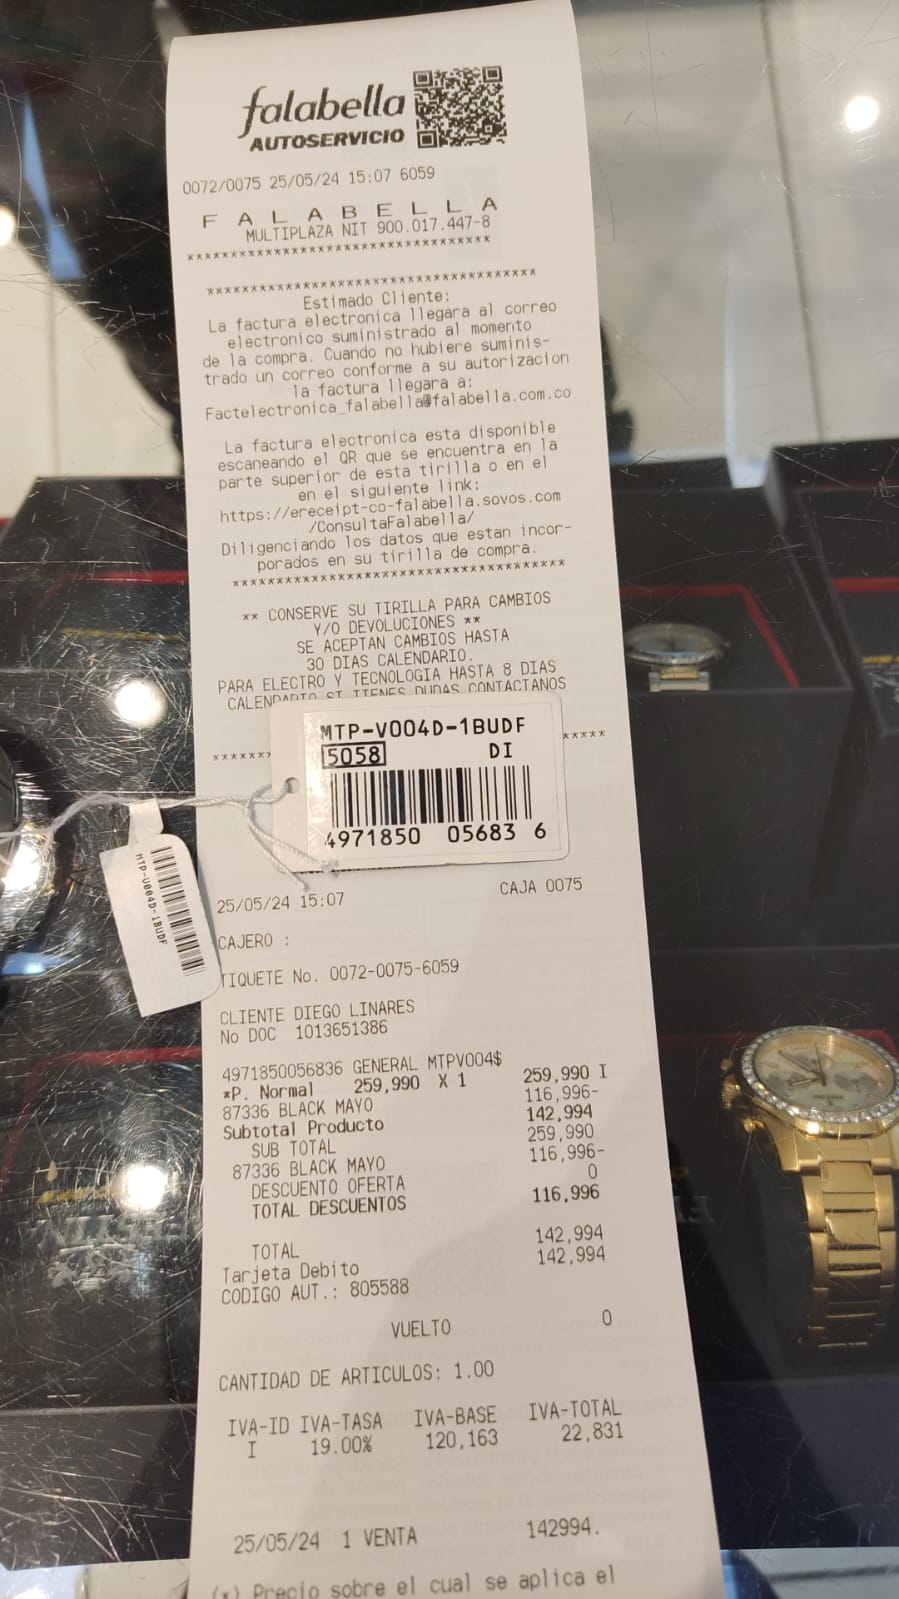 falabella
AUTOSERVICIO
0072/0075 25/05/24 15:07 6059
F A L A B E L L A
MULTIPLAZA NIT 900.017.447-8
***********************************
***********************************
Estimado Cliente:
La factura electronica llegara al correo
electronico suministrado al momento
de la compra. Cuando no hubiere suminis-
trado un correo conforme a su autorizacion
la factura llegara a:
Factelectronica_falabella@falabella.com.co
La factura electronica esta disponible
escaneando el QR que se encuentra en la
parte superior de esta tirilla o en el
en el siguiente link:
https://ereceipt-co-falabella.sovos.com
/ConsultaFalabella/
Diligenciando los datos que estan incor-
porados en su tirilla de compra.
***********************************
** CONSERVE SU TIRILLA PARA CAMBIOS
Y/O DEVOLUCIONES **
SE ACEPTAN CAMBIOS HASTA
30 DIAS CALENDARIO.
PARA ELECTRO Y TECNOLOGIA HASTA 8 DIAS
CALENDARIO SI TIENES DUDAS CONTACTANOS
MTP-V004D-1BUDF
5058 DI
4971850 05683 6
MTP-V004D-1BUDF
25/05/24 15:07 CAJA 0075
CAJERO :
TIQUETE No. 0072-0075-6059
CLIENTE DIEGO LINARES
No DOC 1013651386
4971850056836 GENERAL MTPV004$
*P. Normal 259,990 X 1 259,990 I
87336 BLACK MAYO 116,996-
Subtotal Producto 142,994
SUB TOTAL 259,990
87336 BLACK MAYO 116,996-
DESCUENTO OFERTA 0
TOTAL DESCUENTOS 116,996
TOTAL 142,994
Tarjeta Debito 142,994
CODIGO AUT.: 805588
VUELTO 0
CANTIDAD DE ARTICULOS: 1.00
IVA-ID IVA-TASA IVA-BASE IVA-TOTAL
I 19.00% 120,163 22,831
25/05/24 1 VENTA 142994.
(*) Precio sobre el cual se aplica el